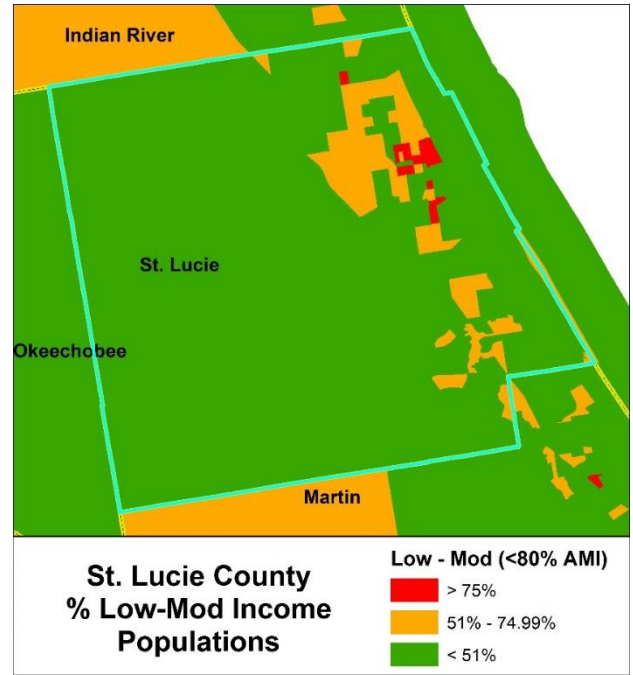 Indian River
St. Lucie
Okeechobee
Martin
St. Lucie County
% Low-Mod Income
Populations
Low - Mod (<80% AMI)
> 75%
51% - 74.99%
< 51%